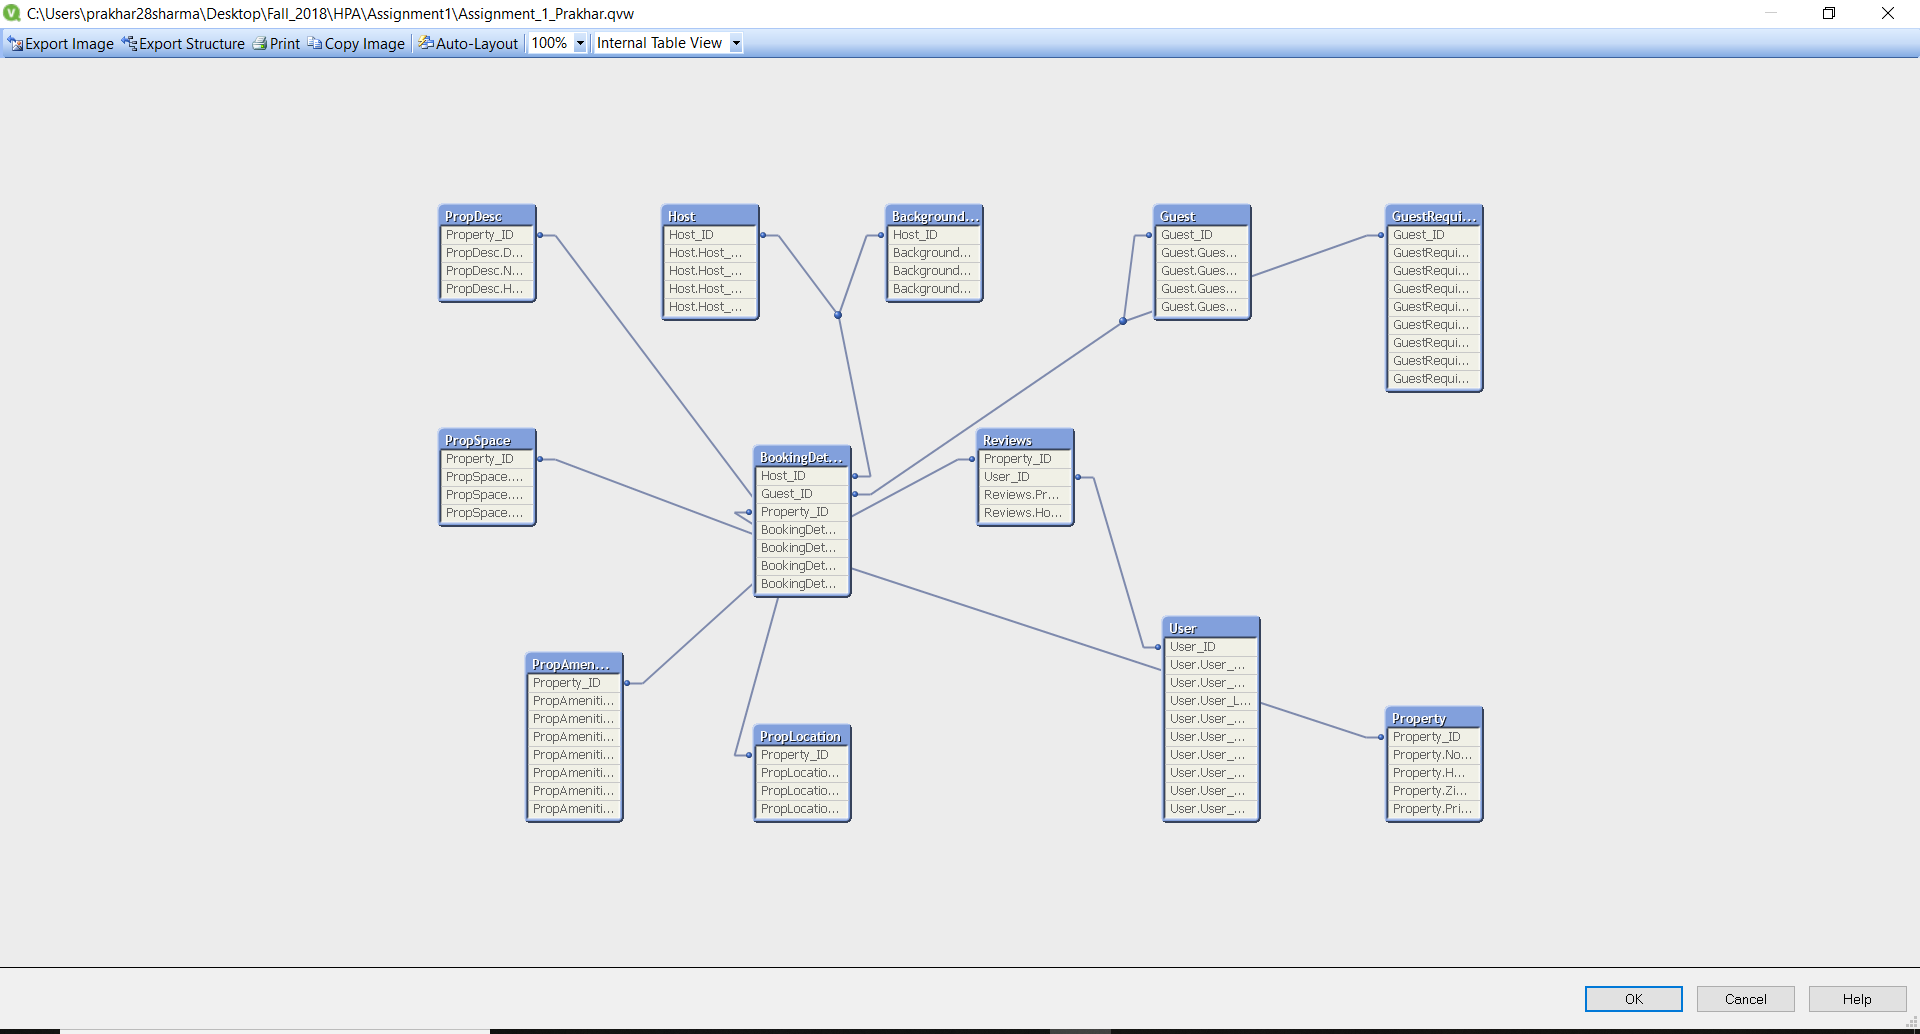 C:\Users\prakhar28sharma\Desktop\Fall_2018\HPA\Assignment1\Assignment_1_Prakhar.qvw
Export Image Export Structure Print Copy Image Auto-Layout 100% Internal Table View
PropDesc
Property_ID
PropDesc.D...
PropDesc.N...
PropDesc.H...
Host
Host_ID
Host.Host_...
Host.Host_...
Host.Host_...
Host.Host_...
Background...
Host_ID
Background...
Background...
Background...
Guest
Guest_ID
Guest.Gues...
Guest.Gues...
Guest.Gues...
Guest.Gues...
GuestRequi...
Guest_ID
GuestRequi...
GuestRequi...
GuestRequi...
GuestRequi...
GuestRequi...
GuestRequi...
GuestRequi...
GuestRequi...
PropSpace
Property_ID
PropSpace....
PropSpace....
PropSpace....
BookingDet...
Host_ID
Guest_ID
Property_ID
BookingDet...
BookingDet...
BookingDet...
BookingDet...
Reviews
Property_ID
User_ID
Reviews.Pr...
Reviews.Ho...
PropAmen...
Property_ID
PropAmeniti...
PropAmeniti...
PropAmeniti...
PropAmeniti...
PropAmeniti...
PropAmeniti...
PropAmeniti...
PropLocation
Property_ID
PropLocatio...
PropLocatio...
PropLocatio...
User
User_ID
User.User_...
User.User_...
User.User_L...
User.User_...
User.User_...
User.User_...
User.User_...
User.User_...
User.User_...
Property
Property_ID
Property.No...
Property.H...
Property.Zi...
Property.Pri...
OK Cancel Help